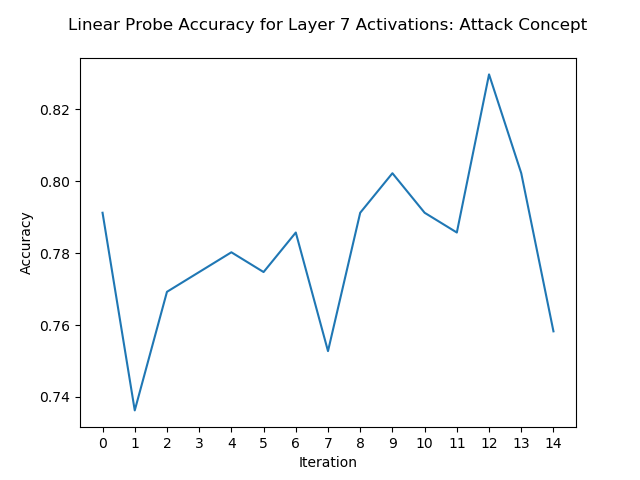 Linear Probe Accuracy for Layer 7 Activations: Attack Concept
0.82
0.80
0.78
0.76
0.74
Accuracy
0 1 2 3 4 5 6 7 8 9 10 11 12 13 14
Iteration